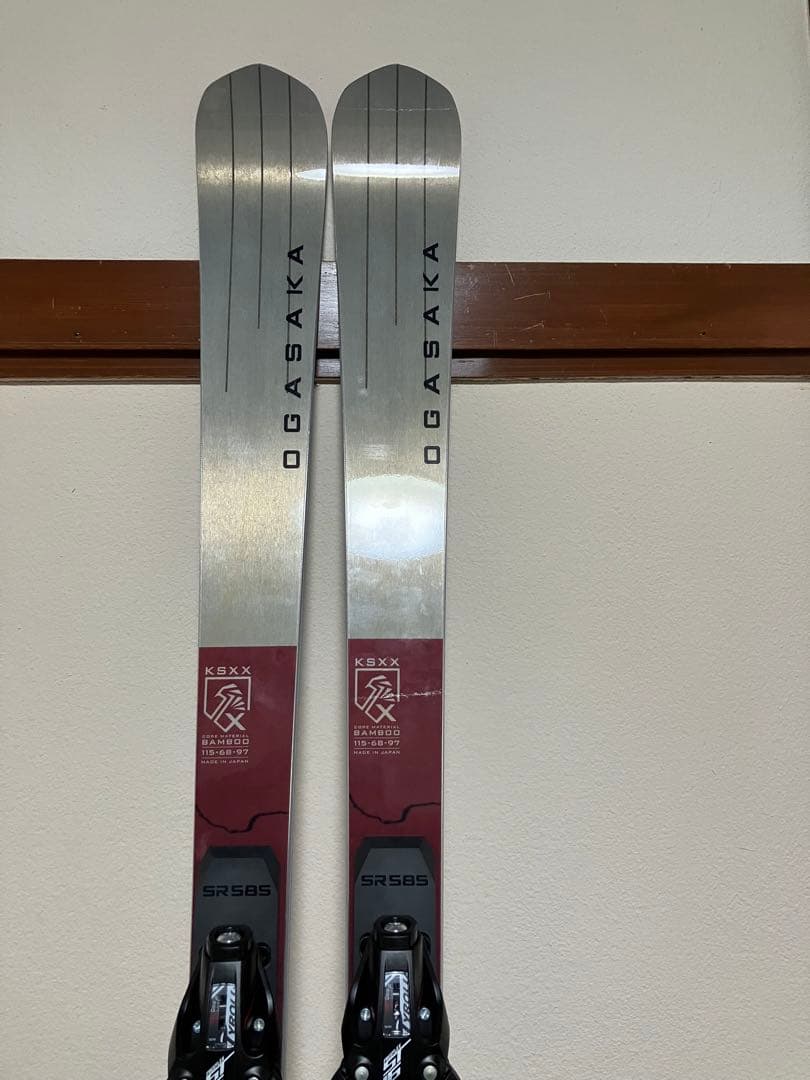 OGASAKA
OGASAKA
KSXX
X
CORE MATERIAL
BAMBOO
115-68-97
MADE IN JAPAN
KSXX
X
CORE MATERIAL
BAMBOO
115-68-97
MADE IN JAPAN
SR585
SR585